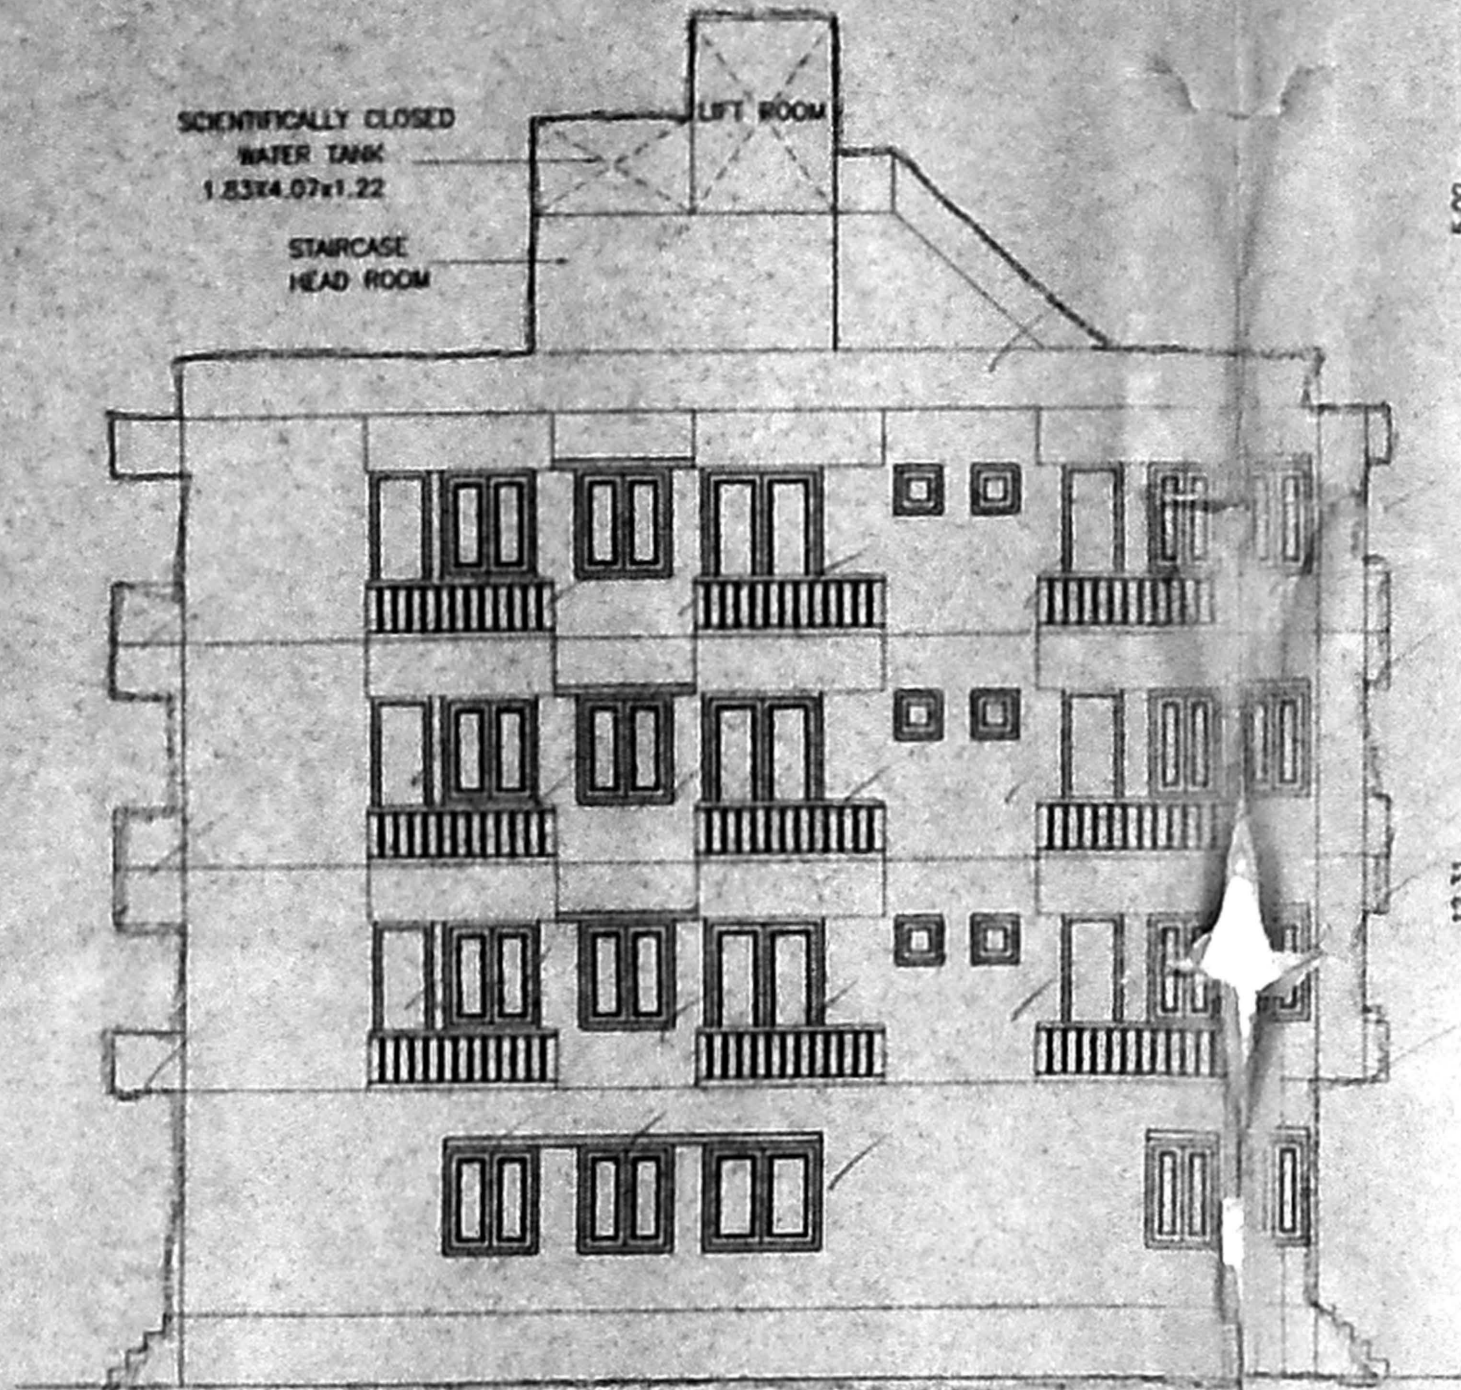 SCIENTIFICALLY CLOSED
WATER TANK
1.83X4.07x1.22
LIFT ROOM
STAIRCASE
HEAD ROOM